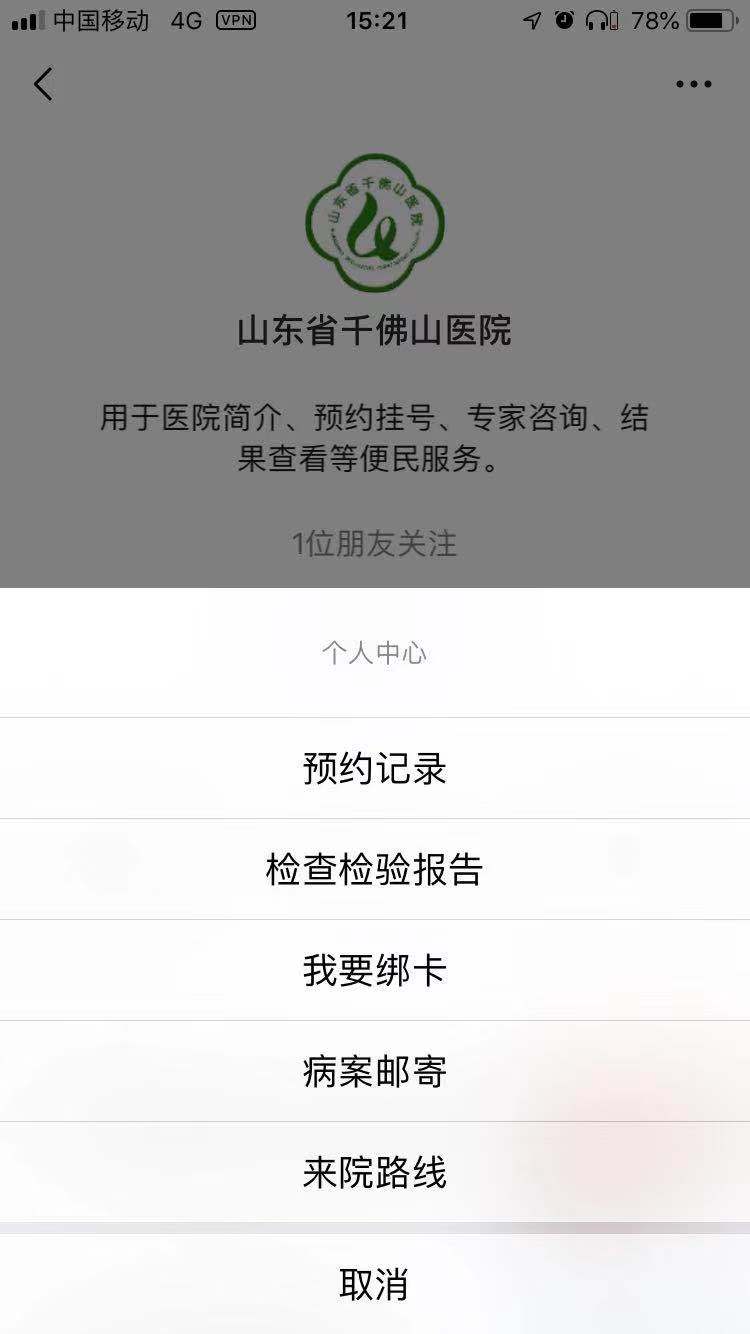 中国移动 4G VPN 15:21 78%
山东省千佛山医院
山东省千佛山医院
用于医院简介、预约挂号、专家咨询、结
果查看等便民服务。
1位朋友关注
个人中心
预约记录
检查检验报告
我要绑卡
病案邮寄
来院路线
取消